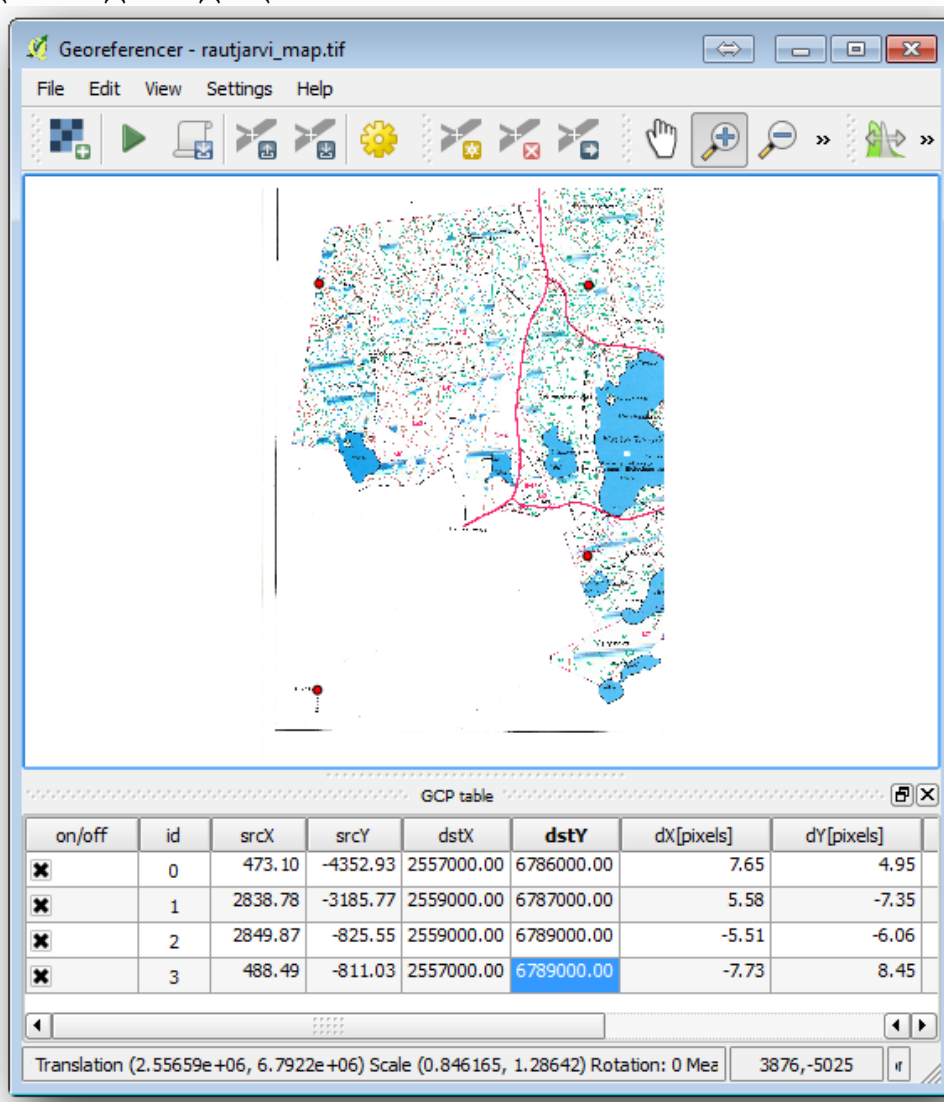 Georeferencer - rautjarvi_map.tif
File Edit View Settings Help
» »
GCP table
on/off id srcX srcY dstX dstY dX[pixels] dY[pixels]
0 473.10 -4352.93 2557000.00 6786000.00 7.65 4.95
1 2838.78 -3185.77 2559000.00 6787000.00 5.58 -7.35
2 2849.87 -825.55 2559000.00 6789000.00 -5.51 -6.06
3 488.49 -811.03 2557000.00 6789000.00 -7.73 8.45
Translation (2.55659e+06, 6.7922e+06) Scale (0.846165, 1.28642) Rotation: 0 Mea 3876,-5025